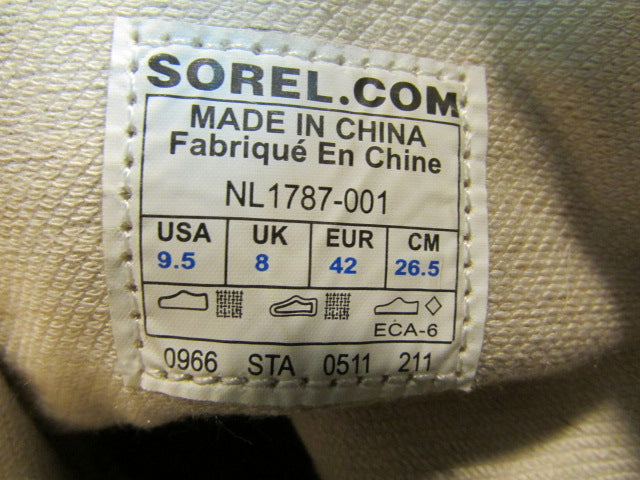 SOREL.COM
MADE IN CHINA
Fabriqué En Chine
NL1787-001
USA UK EUR CM
9.5 8 42 26.5
ECA-6
0966 STA 0511 211